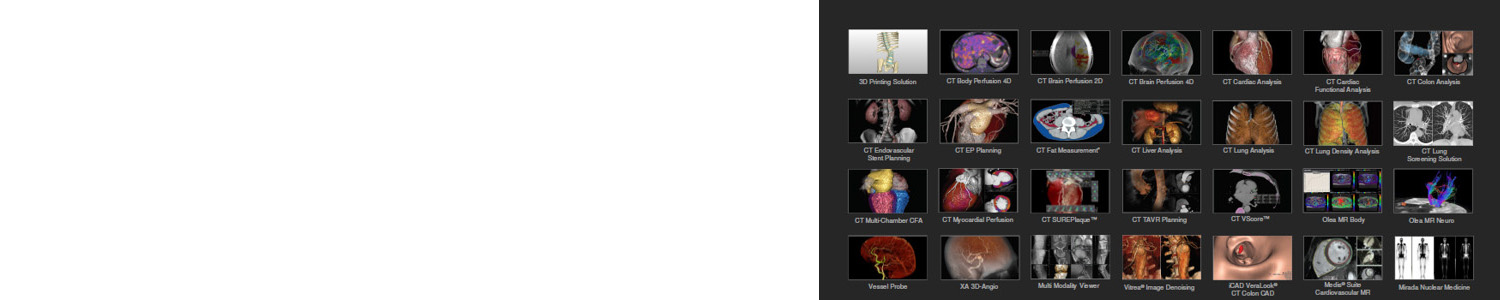 3D Printing Solution
CT Body Perfusion 4D
CT Brain Perfusion 2D
CT Brain Perfusion 4D
CT Cardiac Analysis
CT Cardiac
Functional Analysis
CT Colon Analysis
CT Endovascular
Stent Planning
CT EP Planning
CT Fat Measurement*
CT Liver Analysis
CT Lung Analysis
CT Lung Density Analysis
CT Lung
Screening Solution
CT Multi-Chamber CFA
CT Myocardial Perfusion
CT SUREPlaque™
CT TAVR Planning
CT VScore™
Olea MR Body
Olea MR Neuro
Vessel Probe
XA 3D-Angio
Multi Modality Viewer
Vitrea® Image Denoising
iCAD VeraLook®
CT Colon CAD
Medis® Suite
Cardiovascular MR
Mirada Nuclear Medicine